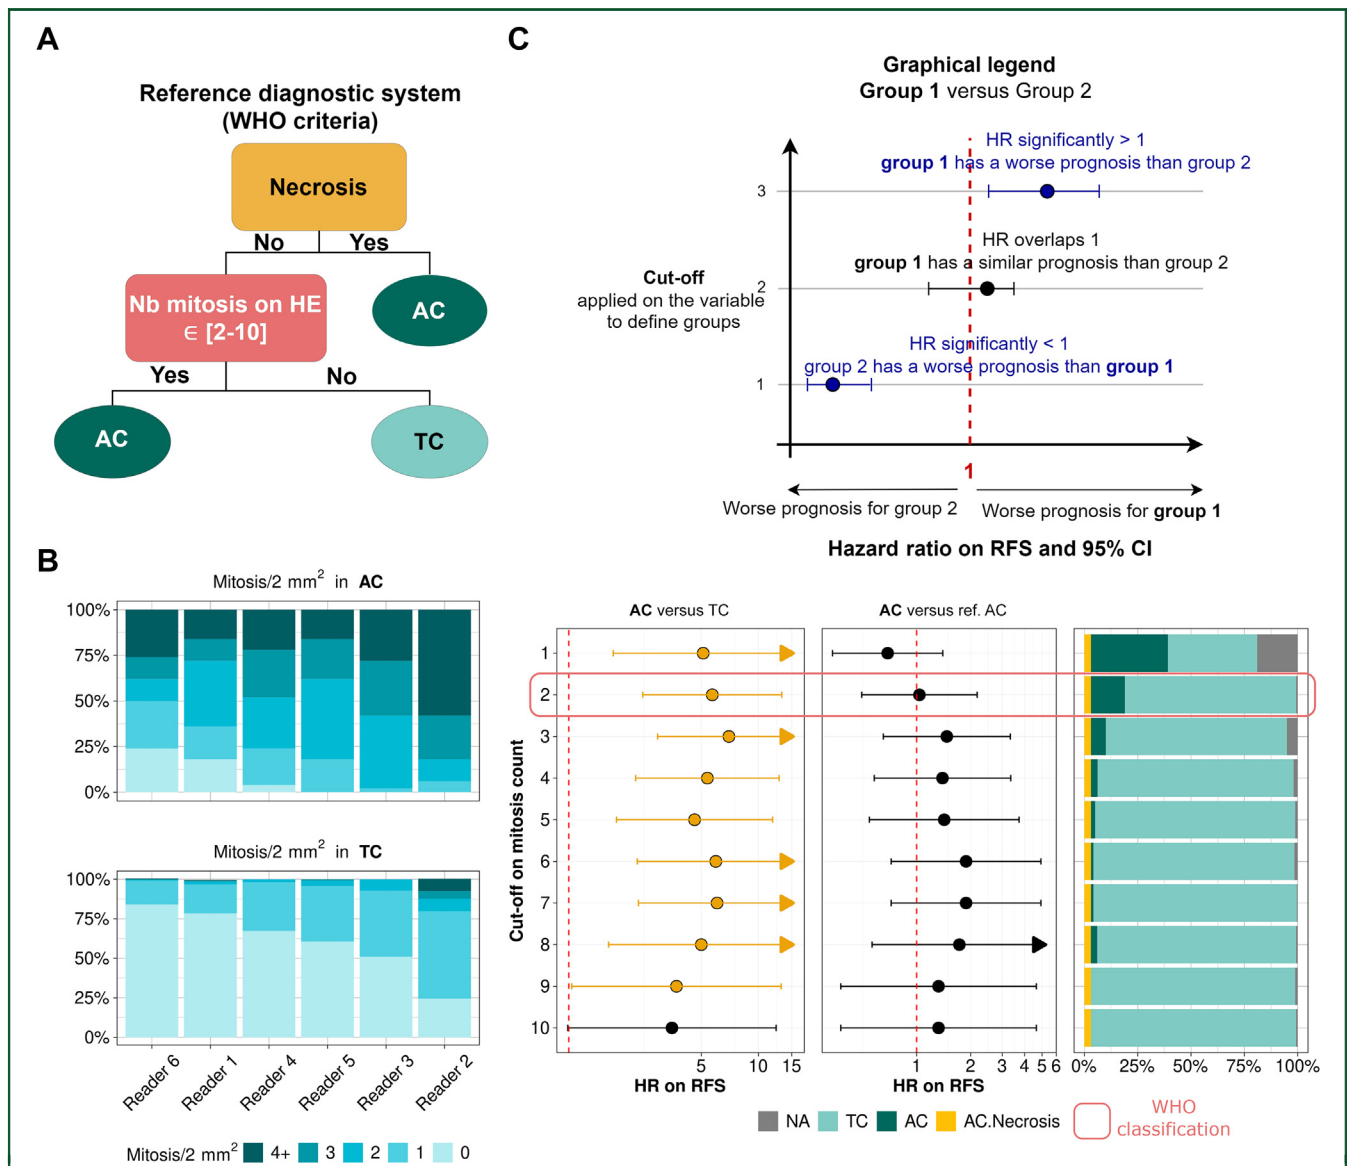 A
Reference diagnostic system
(WHO criteria)
Necrosis
No
Yes
Nb mitosis on HE
∈ [2-10]
AC
Yes
No
AC
TC
B
Mitosis/2 mm² in AC
100%
75%
50%
25%
0%
Mitosis/2 mm² in TC
100%
75%
50%
25%
0%
Reader 6
Reader 1
Reader 4
Reader 5
Reader 3
Reader 2
Mitosis/2 mm² 4+ 3 2 1 0
C
Graphical legend
Group 1 versus Group 2
HR significantly > 1
group 1 has a worse prognosis than group 2
3
HR overlaps 1
group 1 has a similar prognosis than group 2
2
Cut-off
applied on the variable
to define groups
HR significantly < 1
group 2 has a worse prognosis than group 1
1
1
Worse prognosis for group 2
Worse prognosis for group 1
Hazard ratio on RFS and 95% CI
AC versus TC
AC versus ref. AC
Cut-off on mitosis count
1
2
3
4
5
6
7
8
9
10
5 10 15
HR on RFS
1 2 3 4 5 6
HR on RFS
0% 25% 50% 75% 100%
NA TC AC AC.Necrosis
WHO
classification